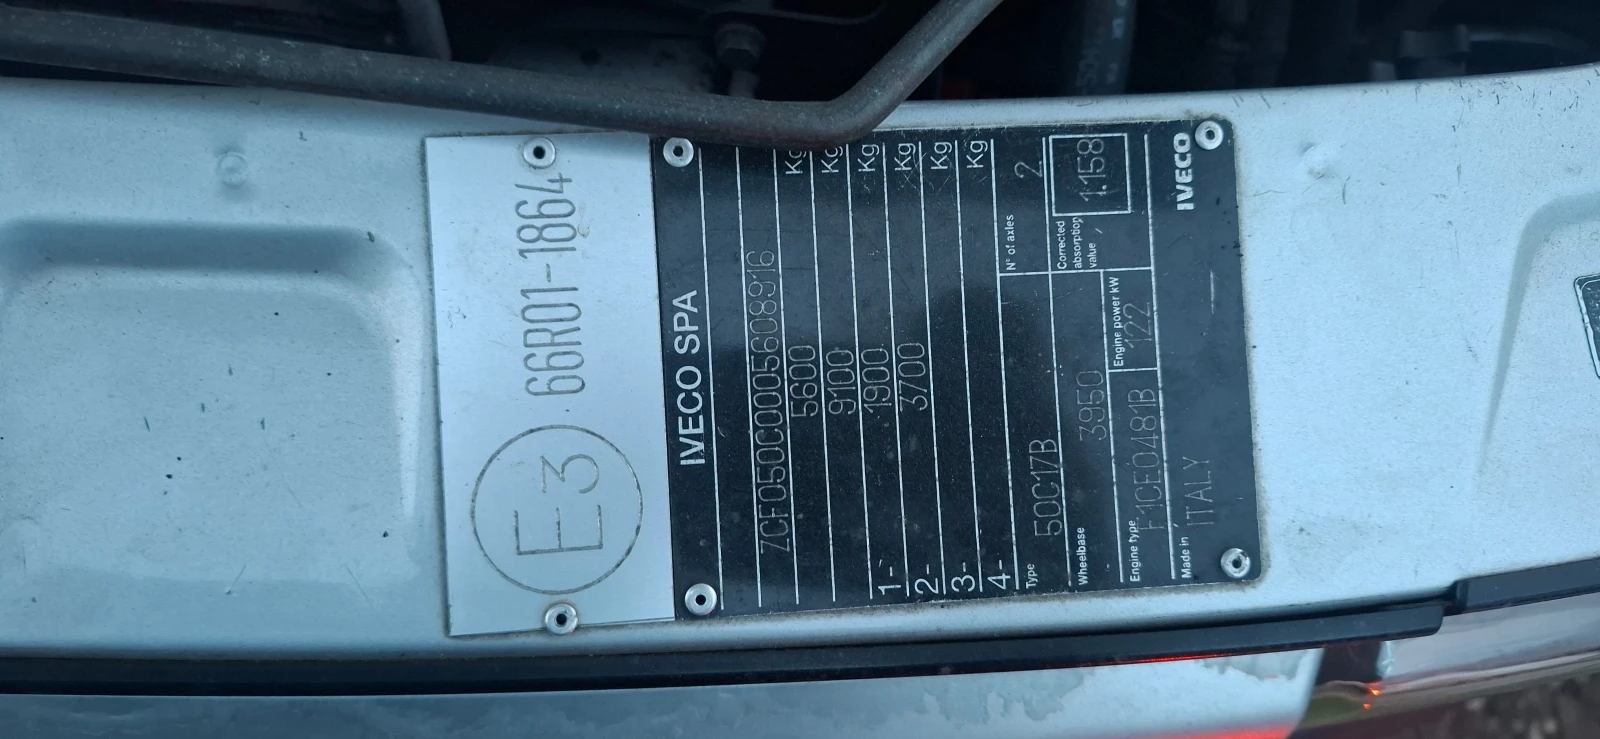 E3 66R01-1864
IVECO SPA
ZCF050C0005608916
5600 Kg
9100 Kg
1- 1900 Kg
2- 3700 Kg
3- Kg
4- Kg
Type 50C17B N° of axles 2
Wheelbase 3950 Corrected absorption value 1.158
Engine type F1CE0481B Engine power kW 122
Made in ITALY IVECO